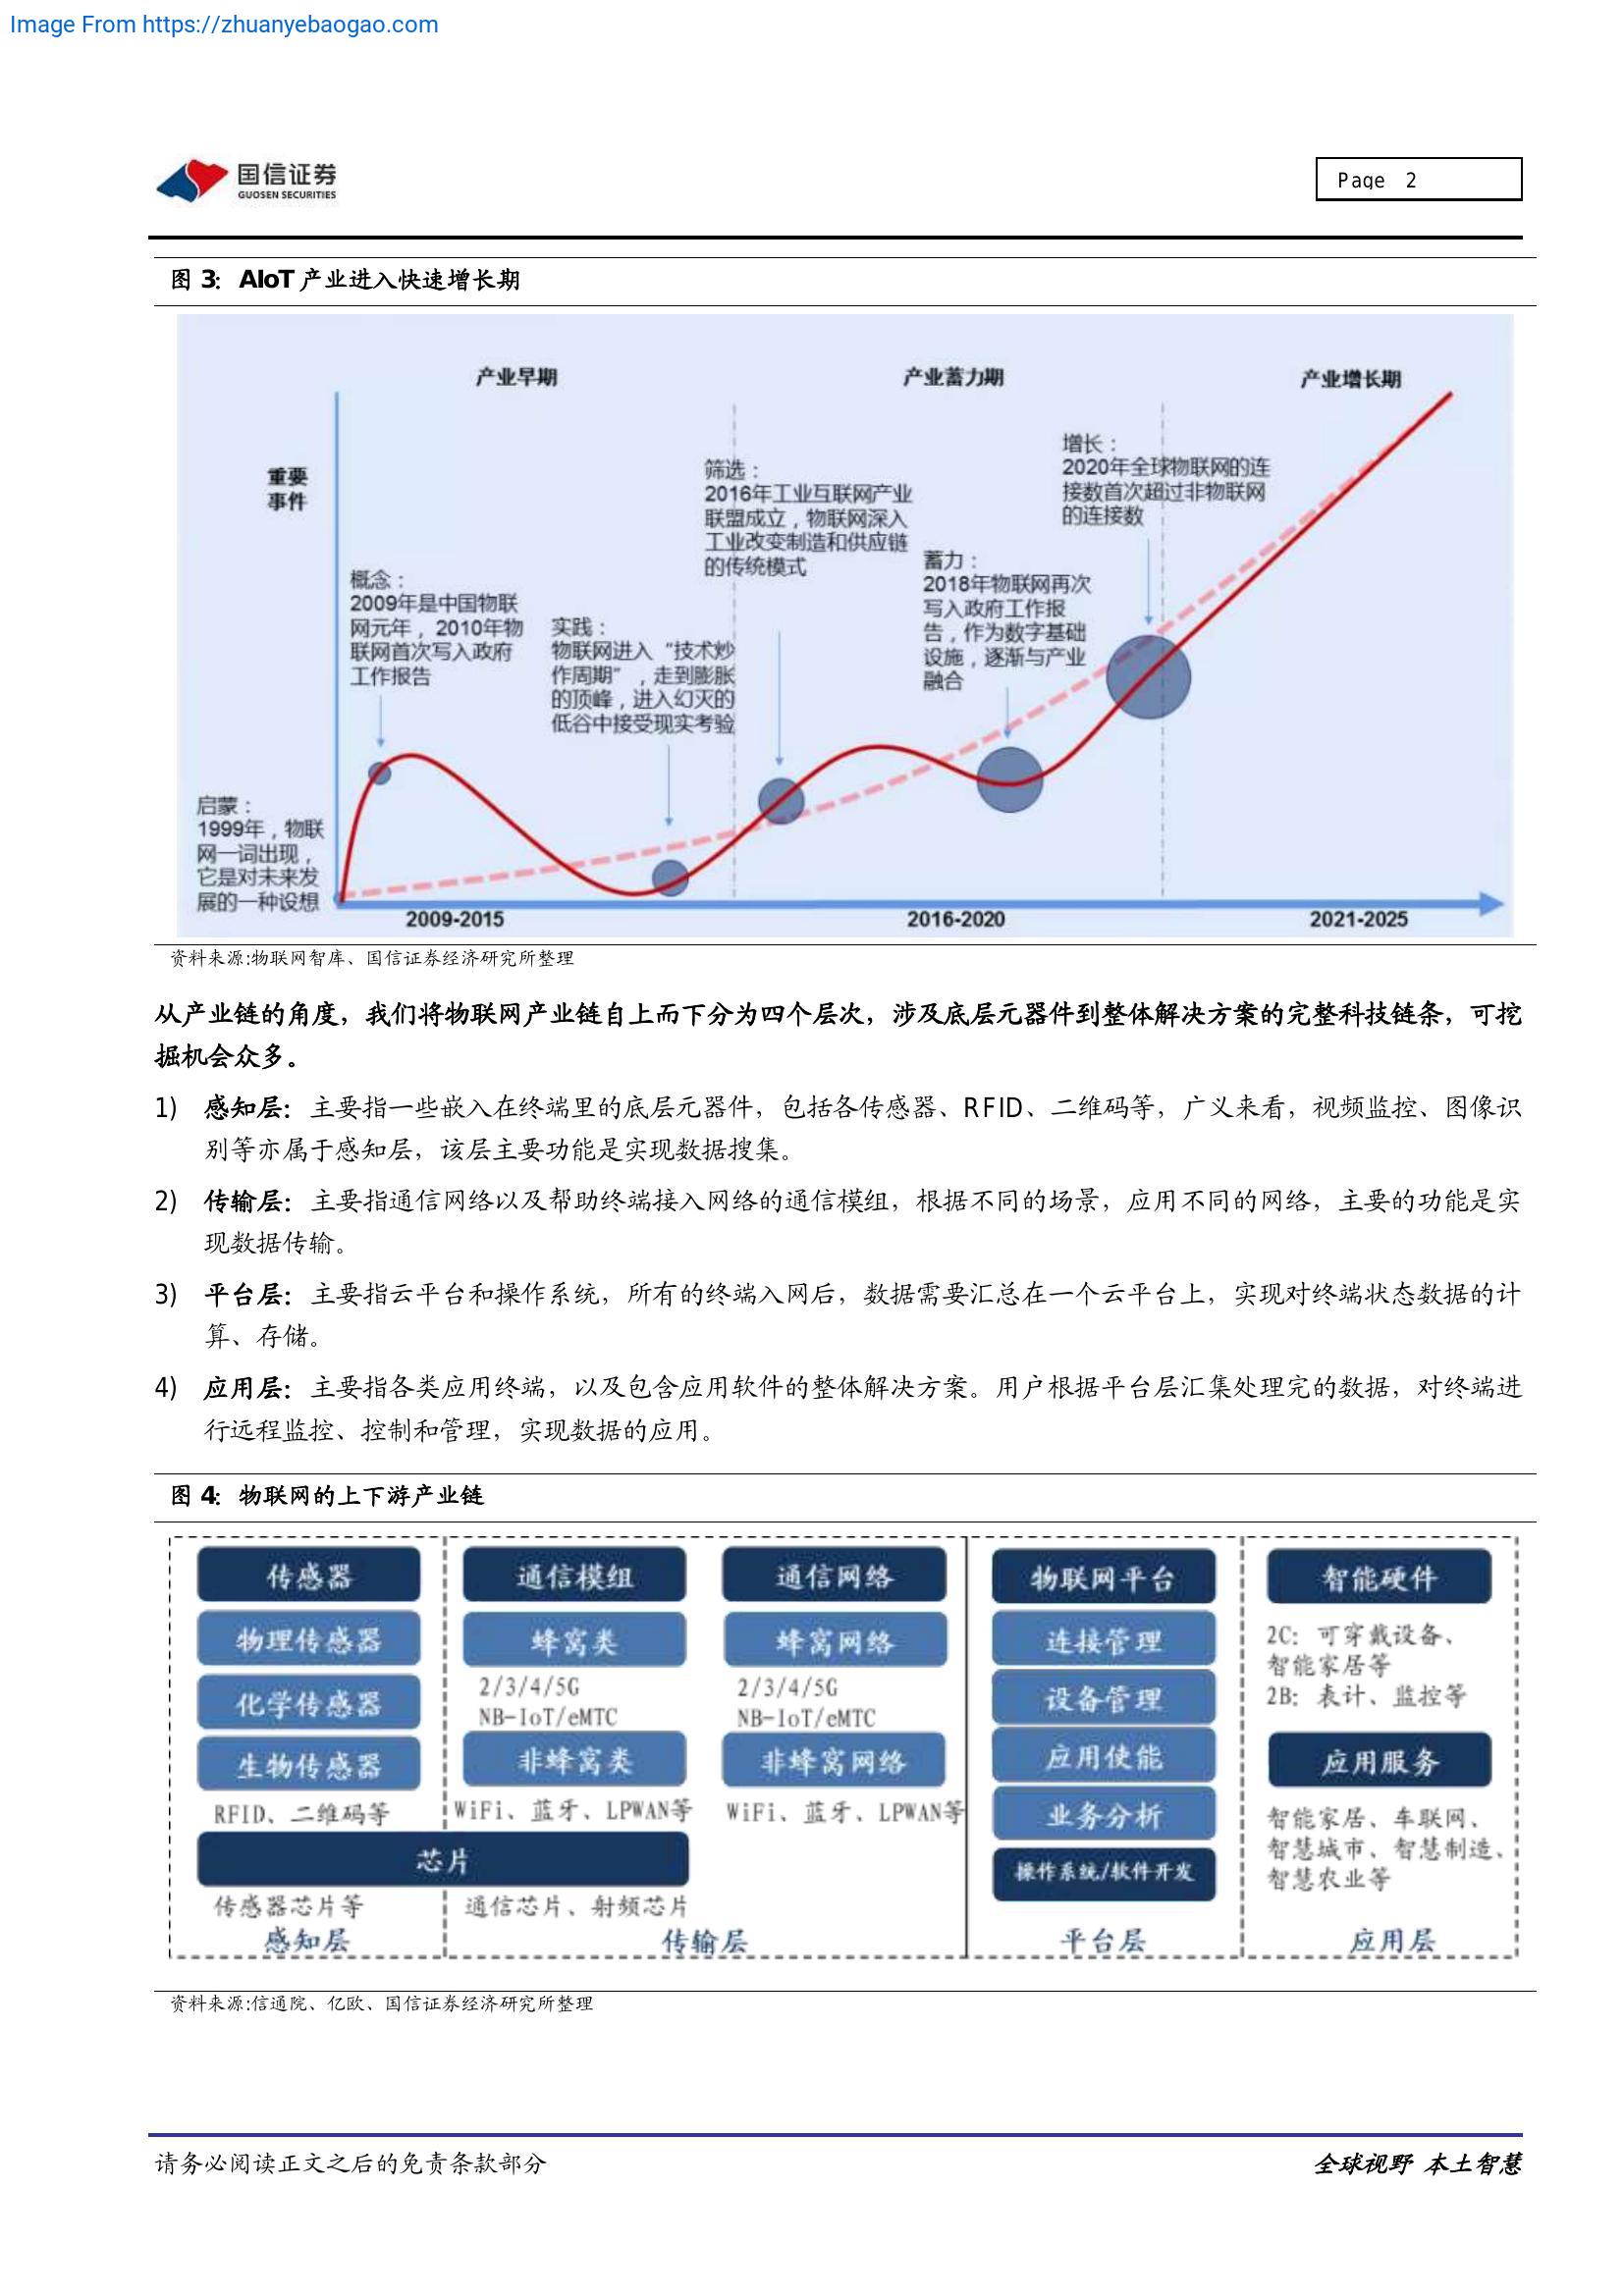 Image From https://zhuanyebaogao.com
国信证券
GUOSEN SECURITIES
Page 2
图 3：AIoT 产业进入快速增长期
产业早期
产业蓄力期
产业增长期
重要
事件
增长：
2020年全球物联网的连
接数首次超过非物联网
的连接数
筛选：
2016年工业互联网产业
联盟成立，物联网深入
工业改变制造和供应链
的传统模式
蓄力：
2018年物联网再次
写入政府工作报
告，作为数字基础
设施，逐渐与产业
融合
概念：
2009年是中国物联
网元年，2010年物
联网首次写入政府
工作报告
实践：
物联网进入“技术炒
作周期”，走到膨胀
的顶峰，进入幻灭的
低谷中接受现实考验
启蒙：
1999年，物联
网一词出现，
它是对未来发
展的一种设想
2009-2015
2016-2020
2021-2025
资料来源:物联网智库、国信证券经济研究所整理
从产业链的角度，我们将物联网产业链自上而下分为四个层次，涉及底层元器件到整体解决方案的完整科技链条，可挖
掘机会众多。
1) 感知层：主要指一些嵌入在终端里的底层元器件，包括各传感器、RFID、二维码等，广义来看，视频监控、图像识
别等亦属于感知层，该层主要功能是实现数据搜集。
2) 传输层：主要指通信网络以及帮助终端接入网络的通信模组，根据不同的场景，应用不同的网络，主要的功能是实
现数据传输。
3) 平台层：主要指云平台和操作系统，所有的终端入网后，数据需要汇总在一个云平台上，实现对终端状态数据的计
算、存储。
4) 应用层：主要指各类应用终端，以及包含应用软件的整体解决方案。用户根据平台层汇集处理完的数据，对终端进
行远程监控、控制和管理，实现数据的应用。
图 4：物联网的上下游产业链
传感器
物理传感器
化学传感器
生物传感器
RFID、二维码等
芯片
传感器芯片等
感知层
通信模组
蜂窝类
2/3/4/5G
NB-IoT/eMTC
非蜂窝类
WiFi、蓝牙、LPWAN等
通信芯片、射频芯片
通信网络
蜂窝网络
2/3/4/5G
NB-IoT/eMTC
非蜂窝网络
WiFi、蓝牙、LPWAN等
传输层
物联网平台
连接管理
设备管理
应用使能
业务分析
操作系统/软件开发
平台层
智能硬件
2C：可穿戴设备、
智能家居等
2B：表计、监控等
应用服务
智能家居、车联网、
智慧城市、智慧制造、
智慧农业等
应用层
资料来源:信通院、亿欧、国信证券经济研究所整理
请务必阅读正文之后的免责条款部分
全球视野 本土智慧